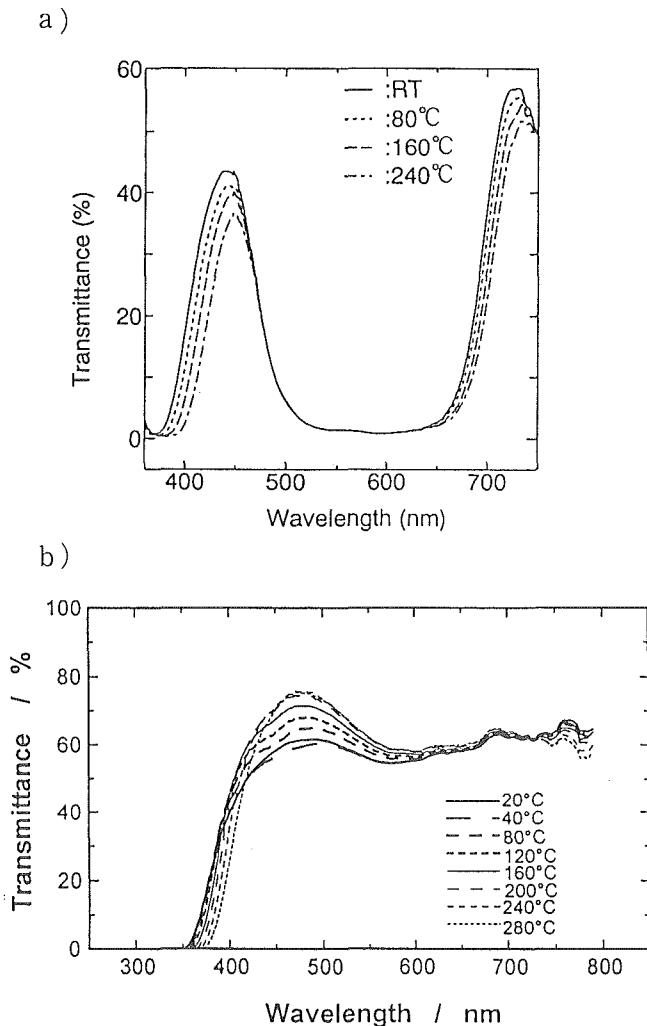 a)
60
40
20
0
Transmittance (%)
:RT
:80℃
:160℃
:240℃
400 500 600 700
Wavelength (nm)
b)
100
80
60
40
20
0
Transmittance / %
20°C
40°C
80°C
120°C
160°C
200°C
240°C
280°C
300 400 500 600 700 800
Wavelength / nm